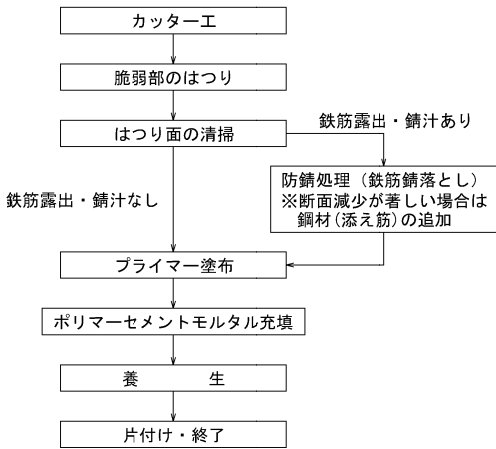 カッター工
脆弱部のはつり
はつり面の清掃
鉄筋露出・錆汁あり
防錆処理（鉄筋錆落とし）
※断面減少が著しい場合は
鋼材(添え筋)の追加
鉄筋露出・錆汁なし
プライマー塗布
ポリマーセメントモルタル充填
養　　　生
片付け・終了